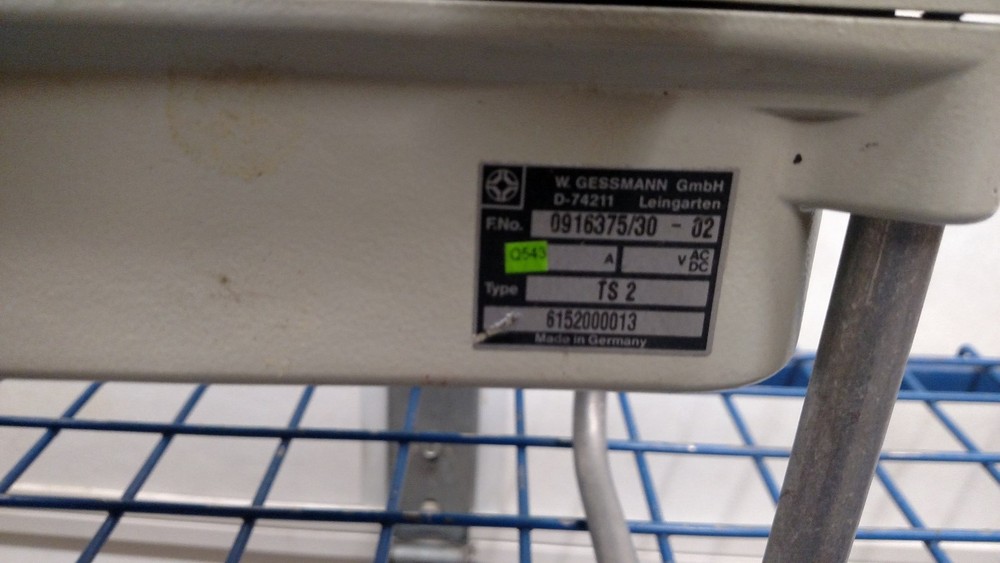 W. GESSMANN GmbH
D-74211 Leingarten
F.No. 0916375/30 - 02
Q543 A V AC DC
Type TS 2
6152000013
Made in Germany